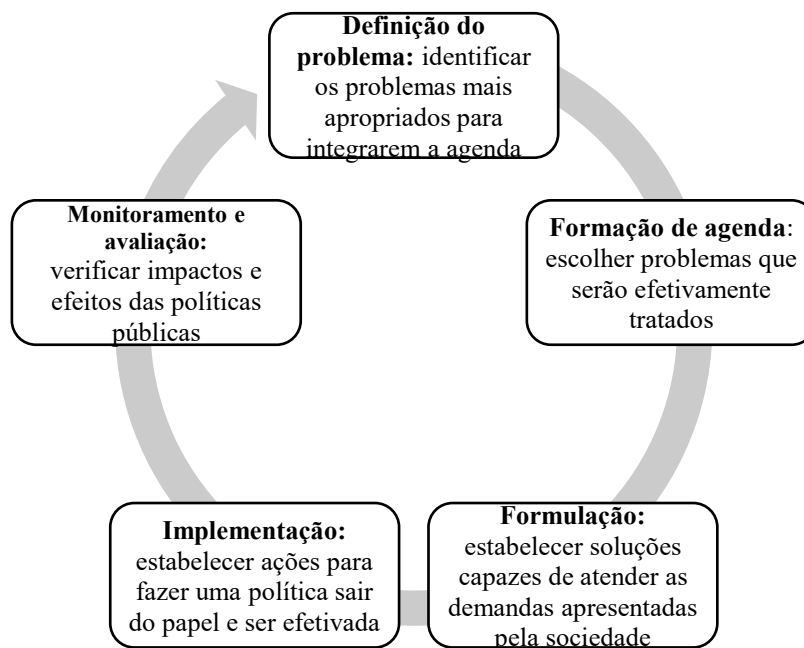 Definição do
problema: identificar
os problemas mais
apropriados para
integrarem a agenda
Formação de agenda:
escolher problemas que
serão efetivamente
tratados
Formulação:
estabelecer soluções
capazes de atender as
demandas apresentadas
pela sociedade
Implementação:
estabelecer ações para
fazer uma política sair
do papel e ser efetivada
Monitoramento e
avaliação:
verificar impactos e
efeitos das políticas
públicas